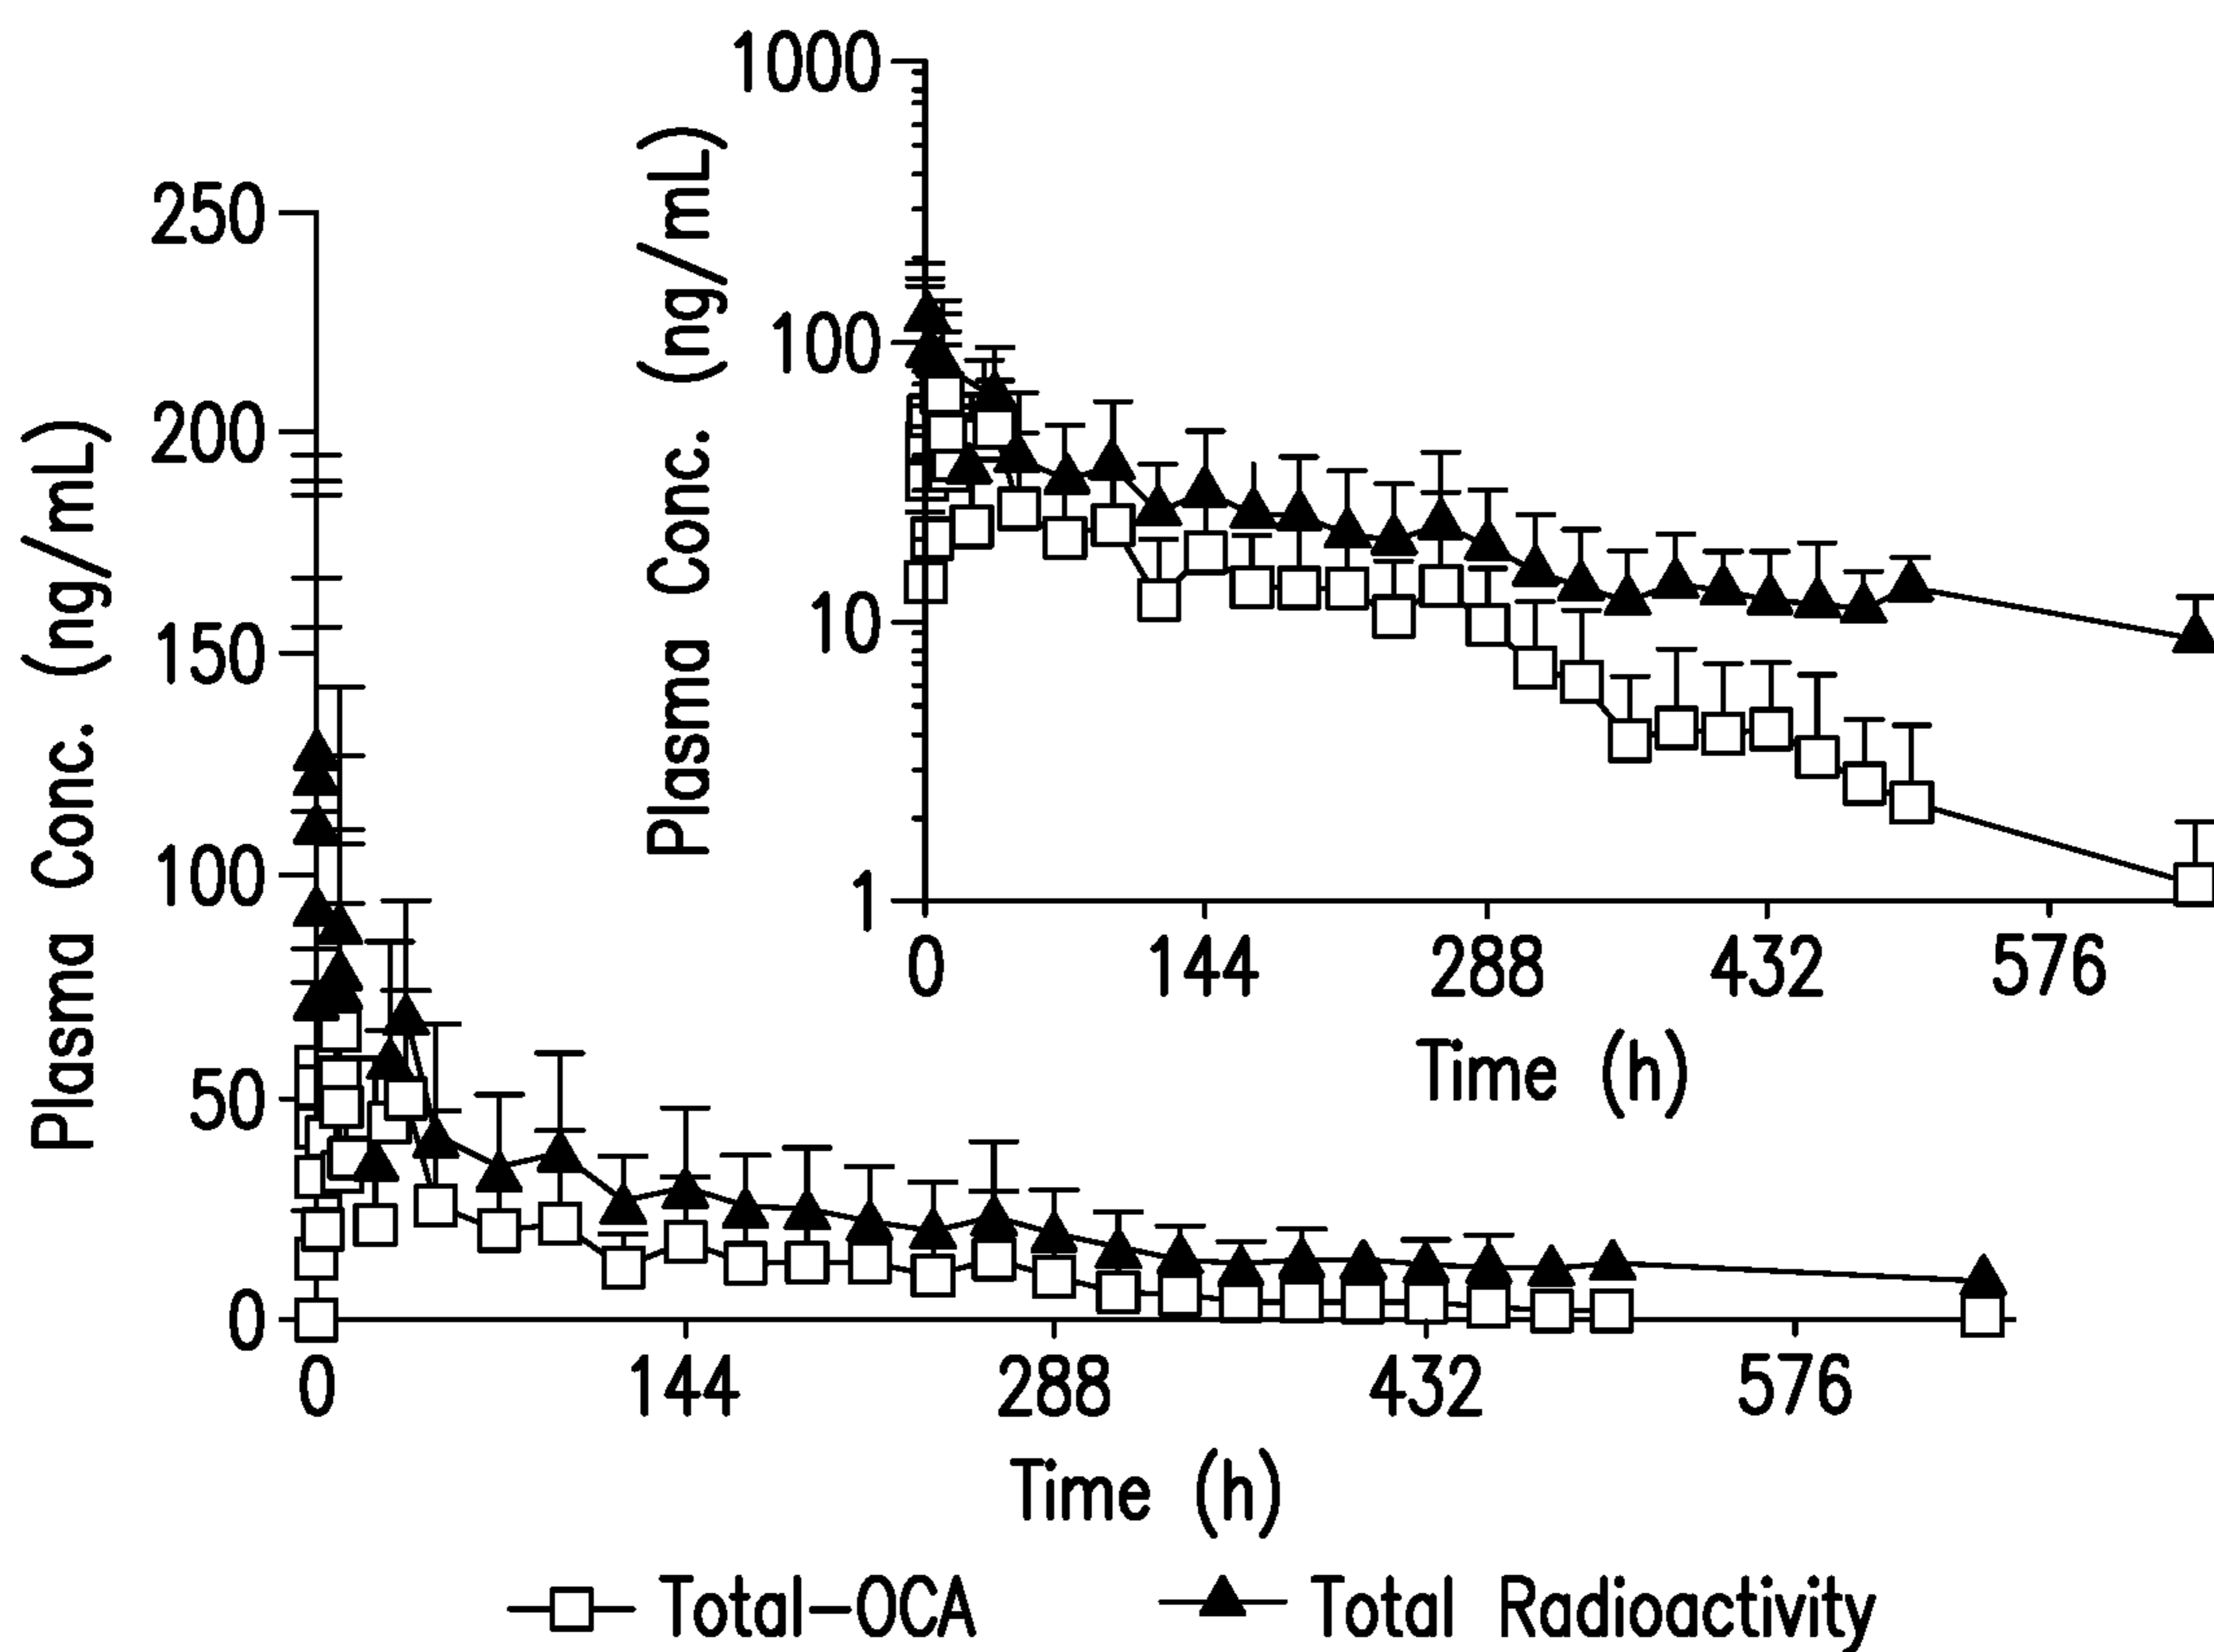 Plasma Conc. (ng/mL)
1000
100
10
1
0 144 288 432 576
Time (h)
Plasma Conc. (ng/mL)
250
200
150
100
50
0
0 144 288 432 576
Time (h)
Total-OCA Total Radioactivity